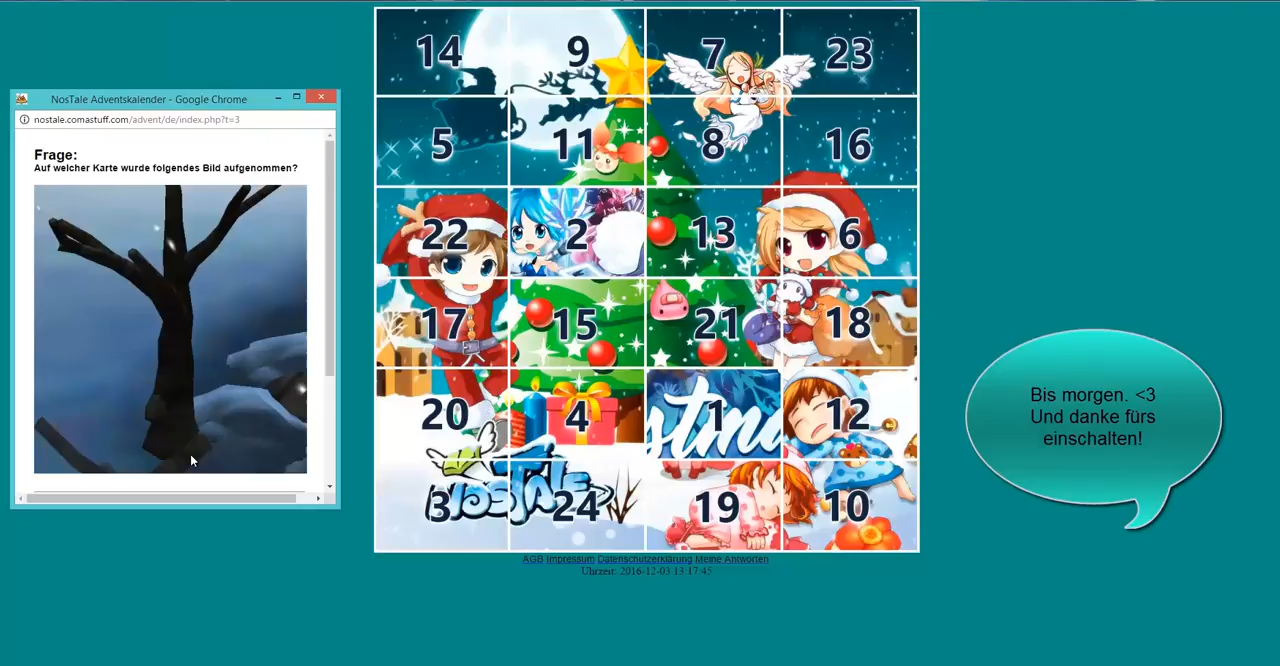 NosTale Adventskalender - Google Chrome
nostale.comastuff.com/advent/de/index.php?t=3
Frage:
Auf welcher Karte wurde folgendes Bild aufgenommen?
14 9 7 23
5 11 8 16
22 2 13 6
17 15 21 18
20 4 1 12
stma
NosTale
3 24 19 10
AGB Impressum Datenschutzerklärung Meine Antworten
Uhrzeit: 2016-12-03 13:17:45
Bis morgen. <3
Und danke fürs
einschalten!